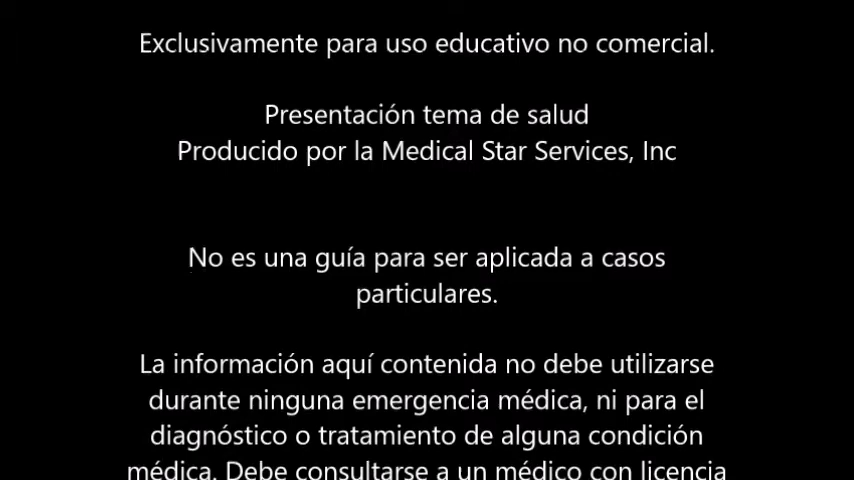 Exclusivamente para uso educativo no comercial.
Presentación tema de salud
Producido por la Medical Star Services, Inc
No es una guía para ser aplicada a casos
particulares.
La información aquí contenida no debe utilizarse
durante ninguna emergencia médica, ni para el
diagnóstico o tratamiento de alguna condición
médica. Debe consultarse a un médico con licencia